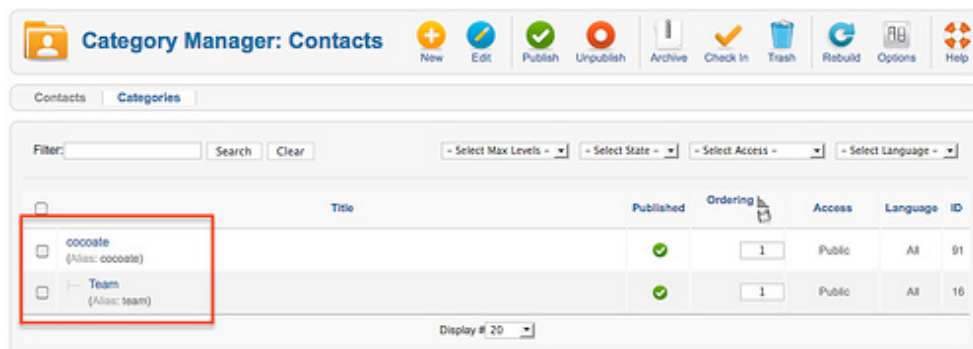 Category Manager: Contacts
New Edit Publish Unpublish Archive Check In Trash Rebuild Options Help
Contacts Categories
Filter: Search Clear - Select Max Levels - - Select State - - Select Access - - Select Language -
Title Published Ordering Access Language ID
cocoate 1 Public All 91
(Alias: cocoate)
Team 1 Public All 16
(Alias: team)
Display # 20